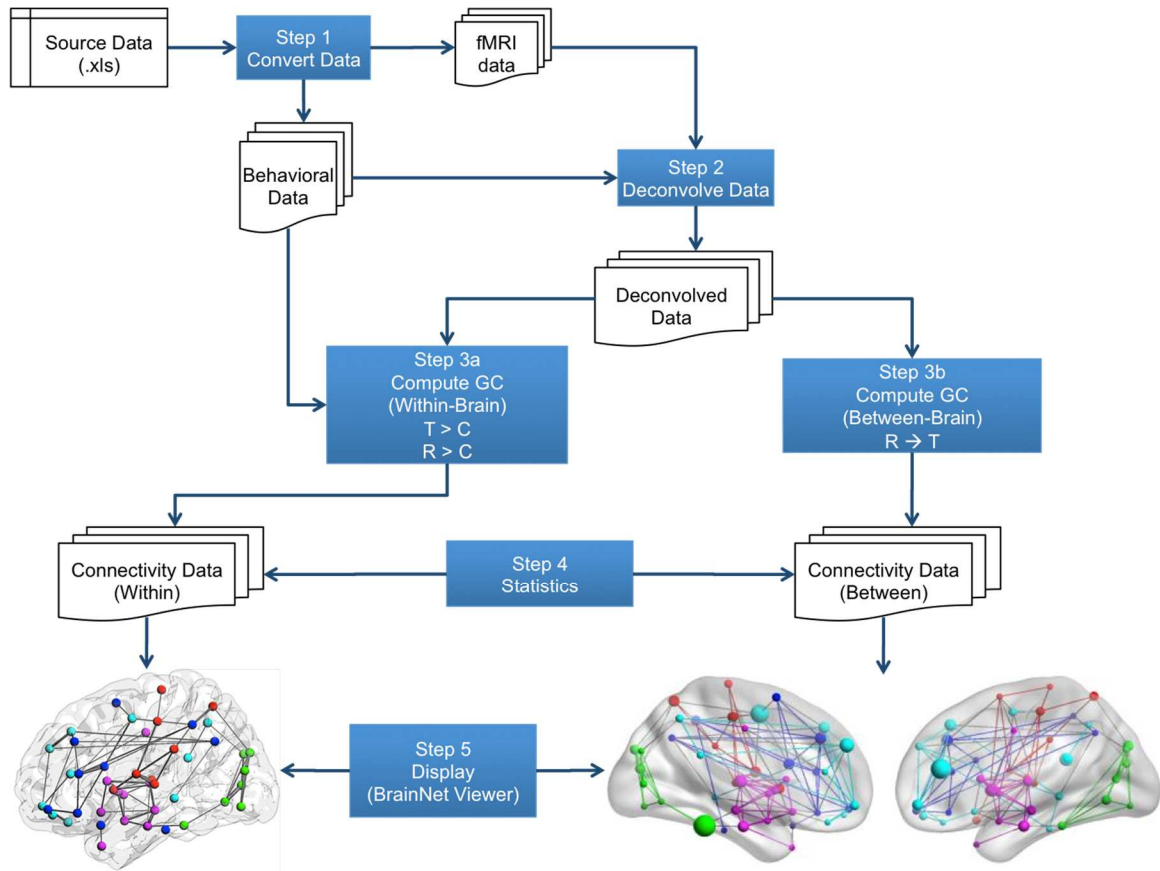 Source Data
(.xls)
Step 1
Convert Data
fMRI
data
Behavioral
Data
Step 2
Deconvolve Data
Deconvolved
Data
Step 3a
Compute GC
(Within-Brain)
T > C
R > C
Step 3b
Compute GC
(Between-Brain)
R → T
Connectivity Data
(Within)
Step 4
Statistics
Connectivity Data
(Between)
Step 5
Display
(BrainNet Viewer)